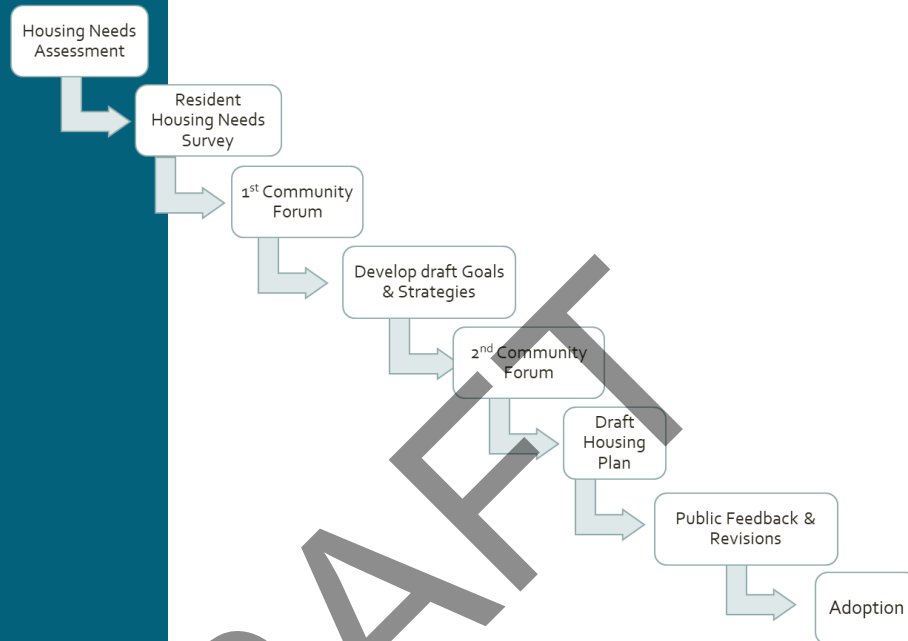 Housing Needs
Assessment
Resident
Housing Needs
Survey
1st Community
Forum
Develop draft Goals
& Strategies
2nd Community
Forum
Draft
Housing
Plan
Public Feedback &
Revisions
Adoption